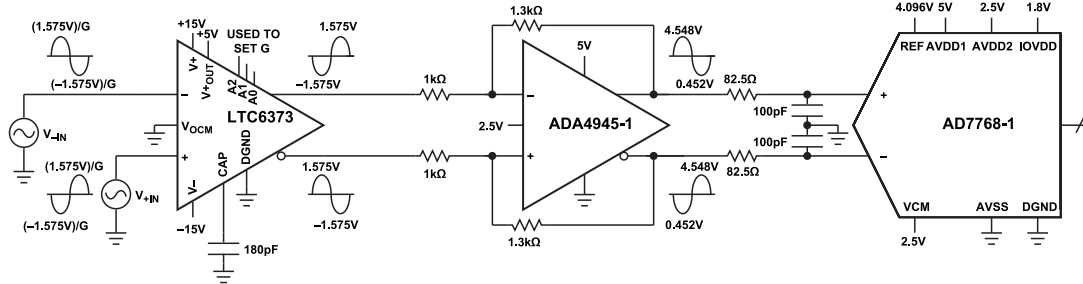 (1.575V)/G
(−1.575V)/G
V–IN
(1.575V)/G
(−1.575V)/G
V+IN
+15V
+5V
V+
V+OUT
USED TO
SET G
A2
A1
A0
−
VOCM
LTC6373
+
V–
CAP
DGND
−15V
180pF
1.575V
−1.575V
1.575V
−1.575V
1kΩ
1kΩ
1.3kΩ
5V
−
2.5V
ADA4945-1
+
1.3kΩ
4.548V
0.452V
4.548V
0.452V
82.5Ω
82.5Ω
100pF
100pF
4.096V
5V
2.5V
1.8V
REF
AVDD1
AVDD2
IOVDD
+
AD7768-1
−
VCM
AVSS
DGND
2.5V